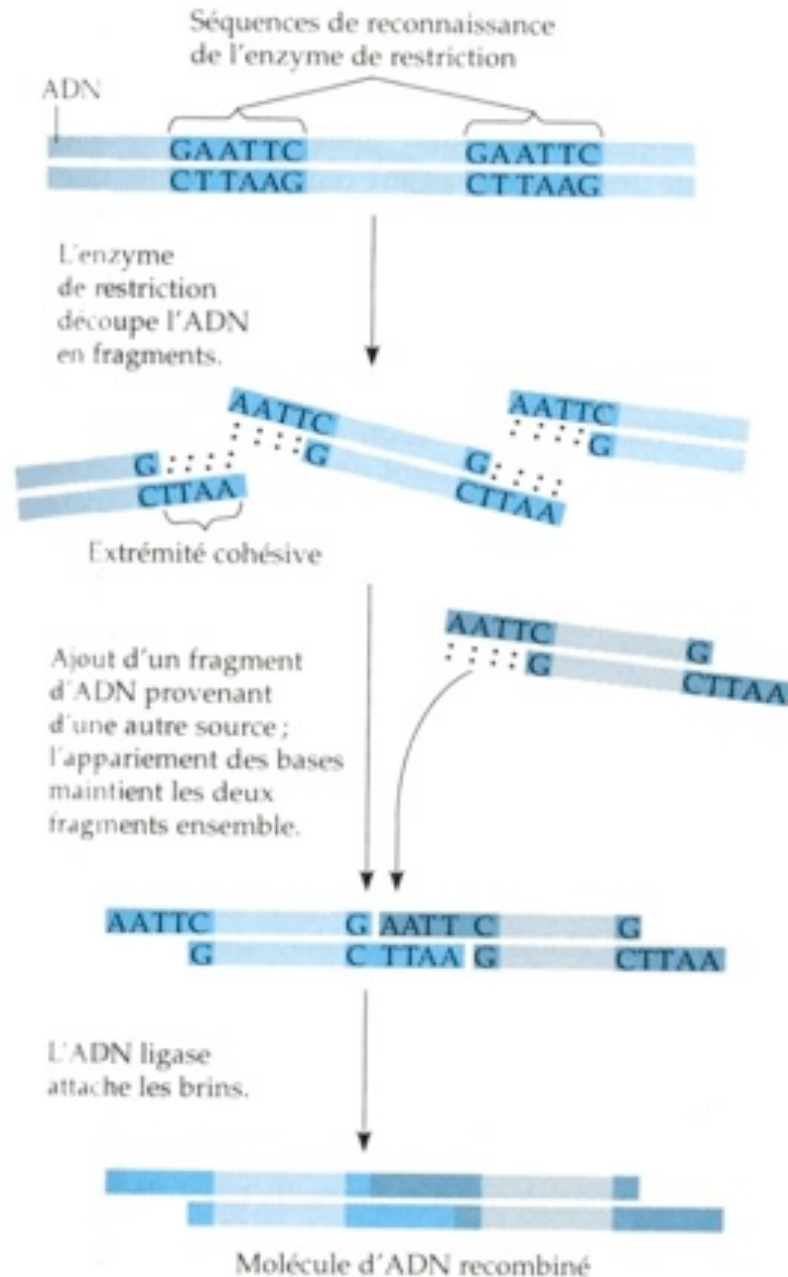 Séquences de reconnaissance
de l'enzyme de restriction
ADN
GAATTC GAATTC
CTTAAG CTTAAG
L'enzyme
de restriction
découpe l'ADN
en fragments.
AATTC AATTC
G G
G G
CTTAA CTTAA
Extrémité cohésive
AATTC G
G CTTAA
Ajout d'un fragment
d'ADN provenant
d'une autre source ;
l'appariement des bases
maintient les deux
fragments ensemble.
AATTC G AATT C G
G C TTAA G CTTAA
L'ADN ligase
attache les brins.
Molécule d'ADN recombiné